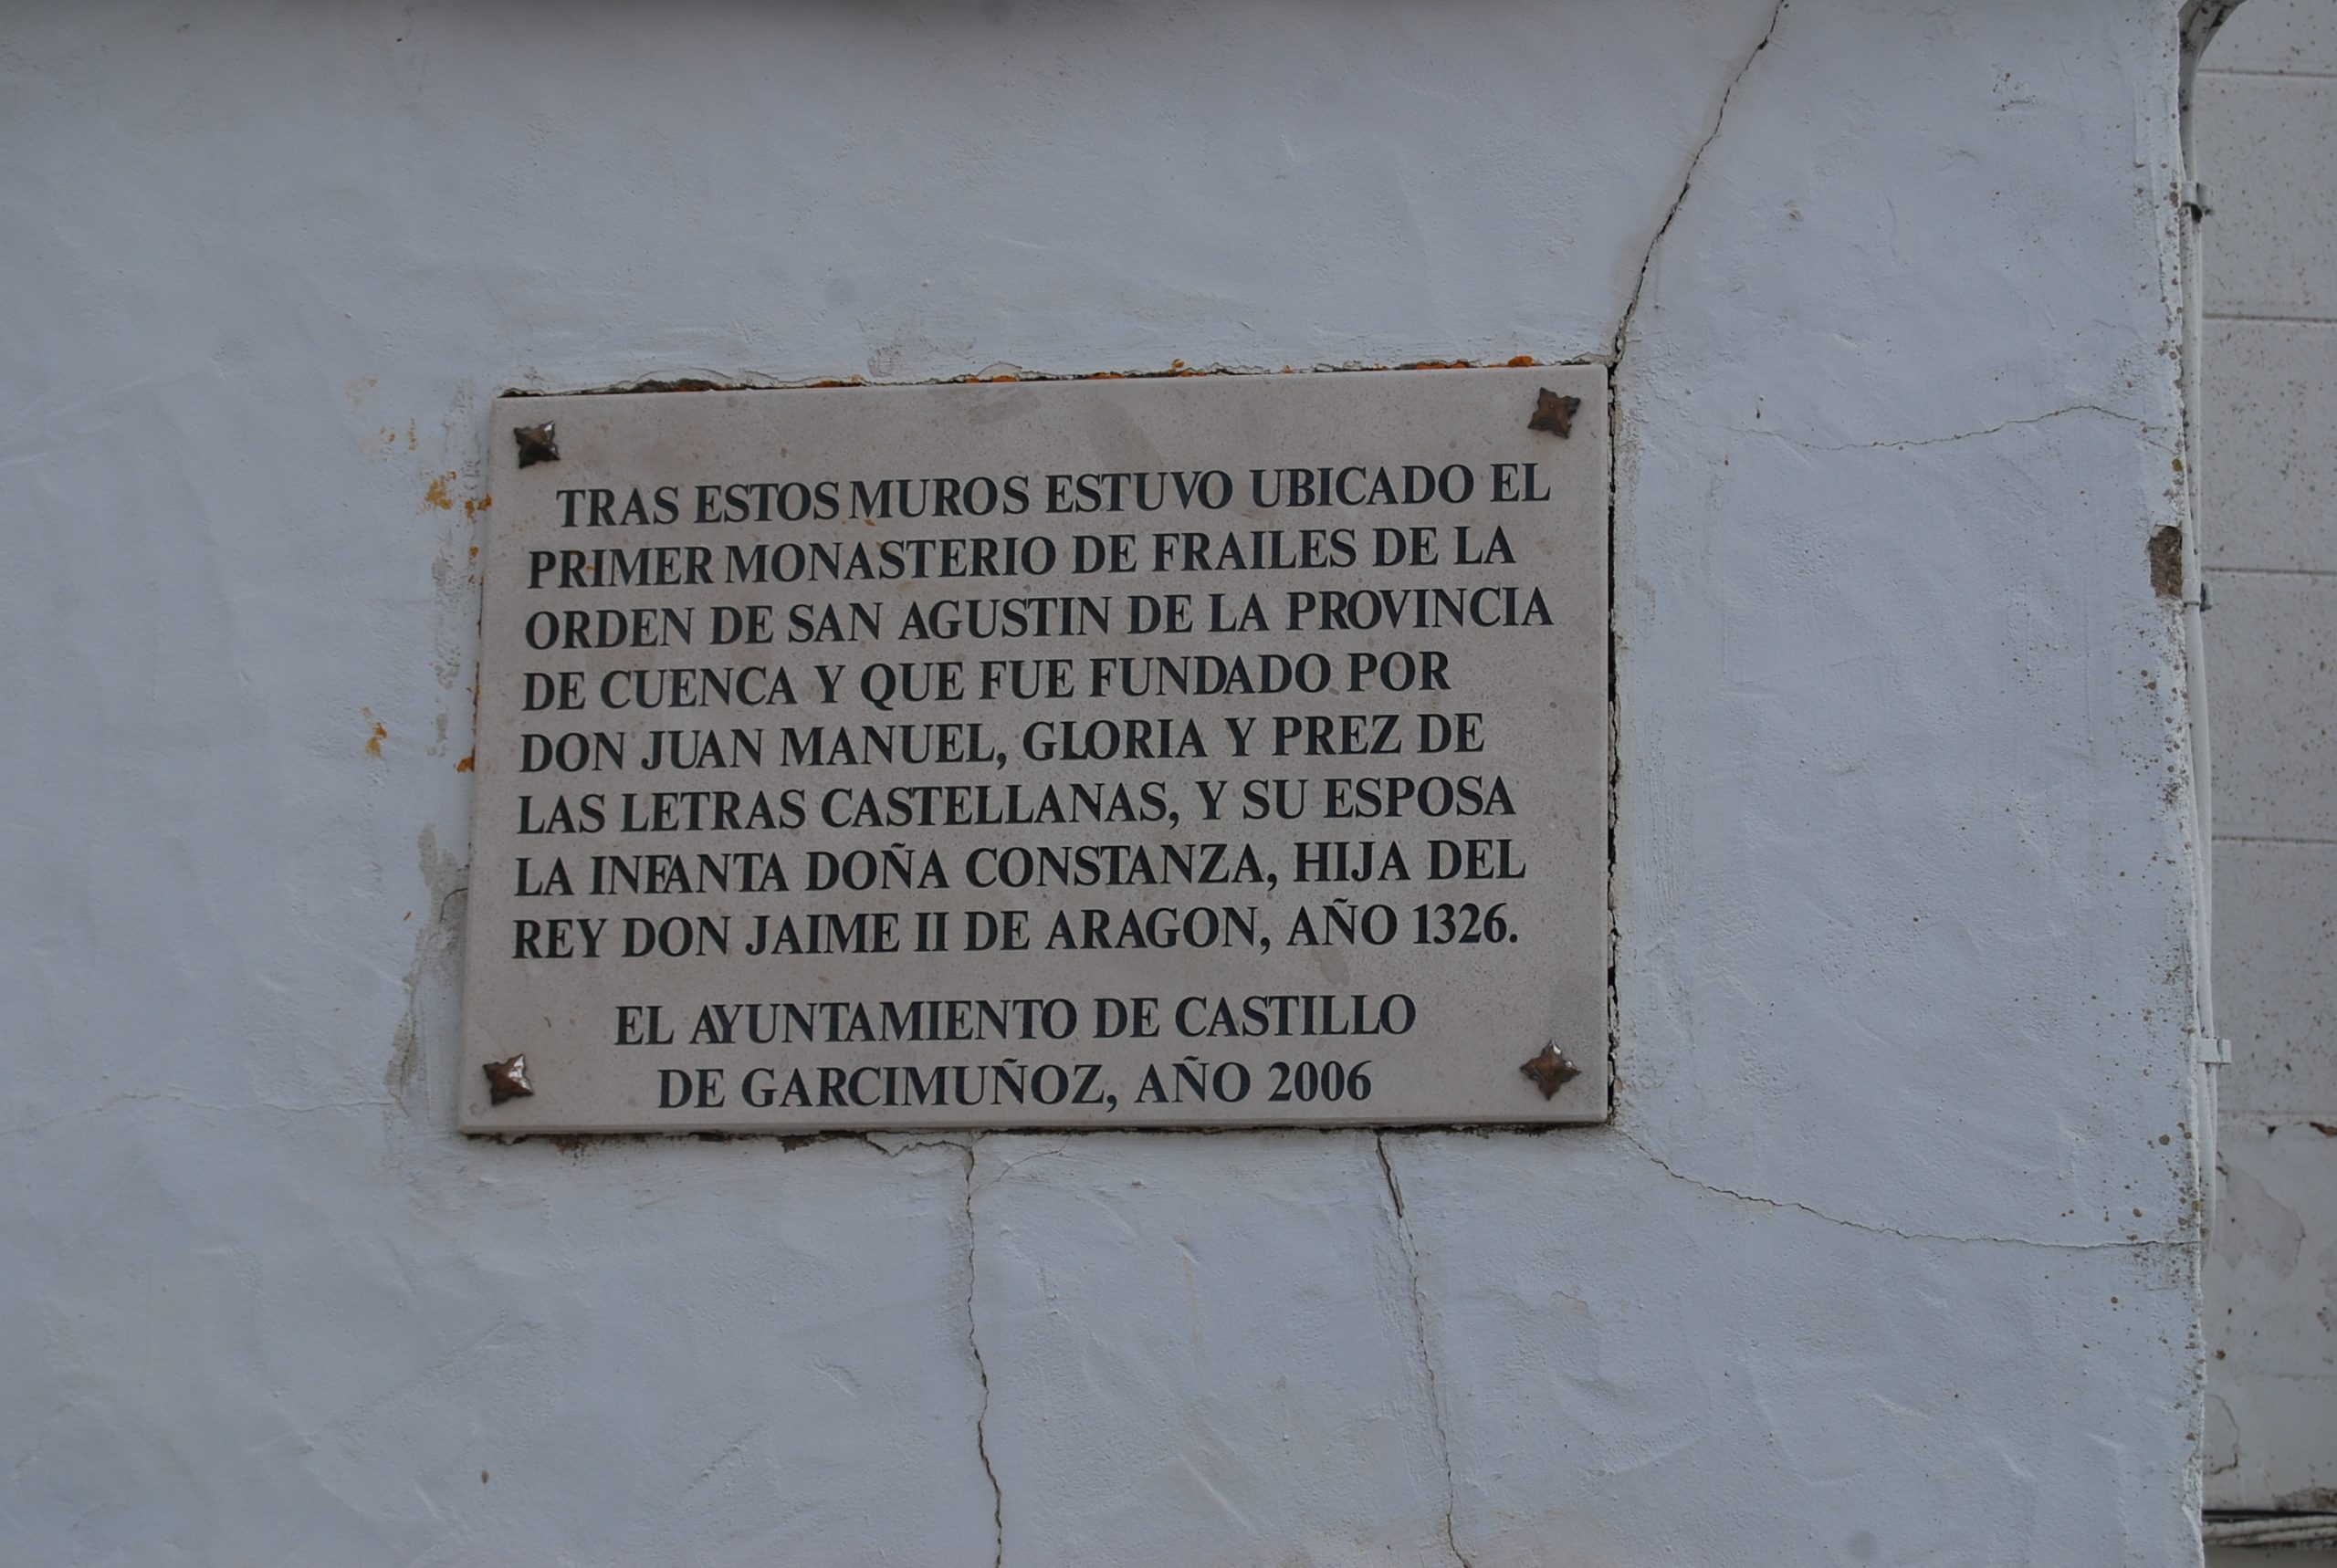 TRAS ESTOS MUROS ESTUVO UBICADO EL
PRIMER MONASTERIO DE FRAILES DE LA
ORDEN DE SAN AGUSTIN DE LA PROVINCIA
DE CUENCA Y QUE FUE FUNDADO POR
DON JUAN MANUEL, GLORIA Y PREZ DE
LAS LETRAS CASTELLANAS, Y SU ESPOSA
LA INFANTA DOÑA CONSTANZA, HIJA DEL
REY DON JAIME II DE ARAGON, AÑO 1326.
EL AYUNTAMIENTO DE CASTILLO
DE GARCIMUÑOZ, AÑO 2006